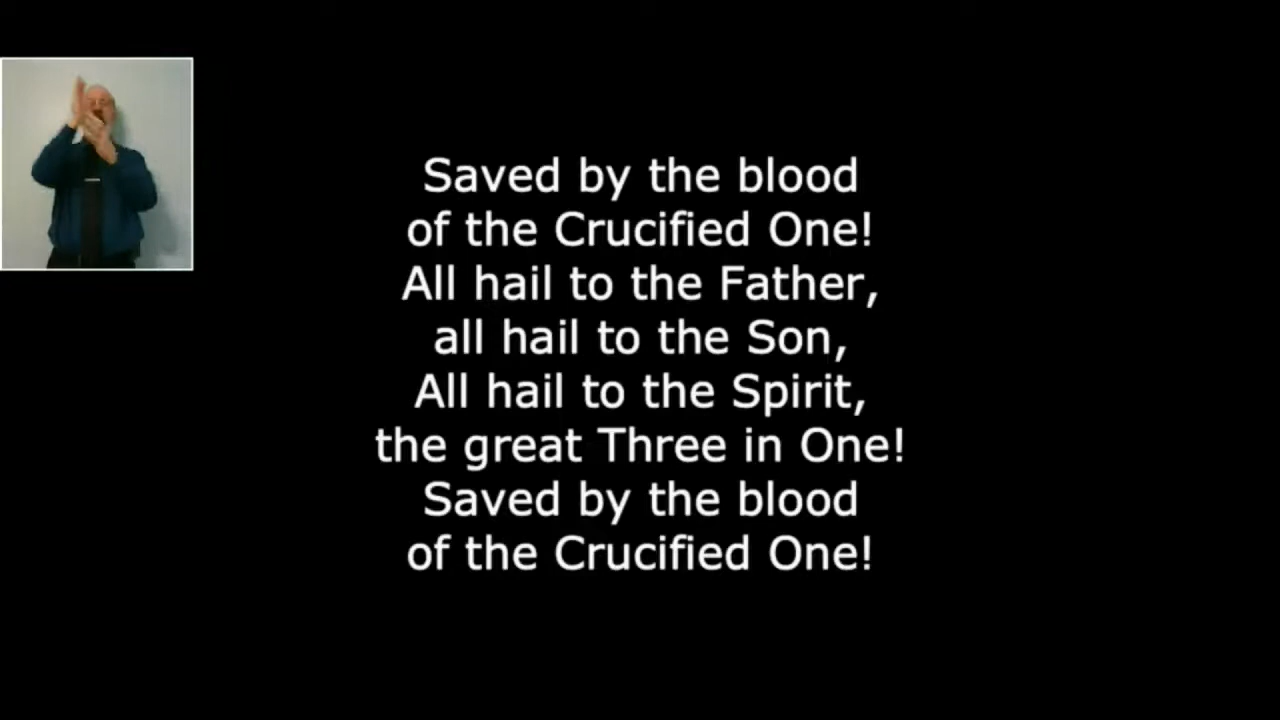 Saved by the blood
of the Crucified One!
All hail to the Father,
all hail to the Son,
All hail to the Spirit,
the great Three in One!
Saved by the blood
of the Crucified One!